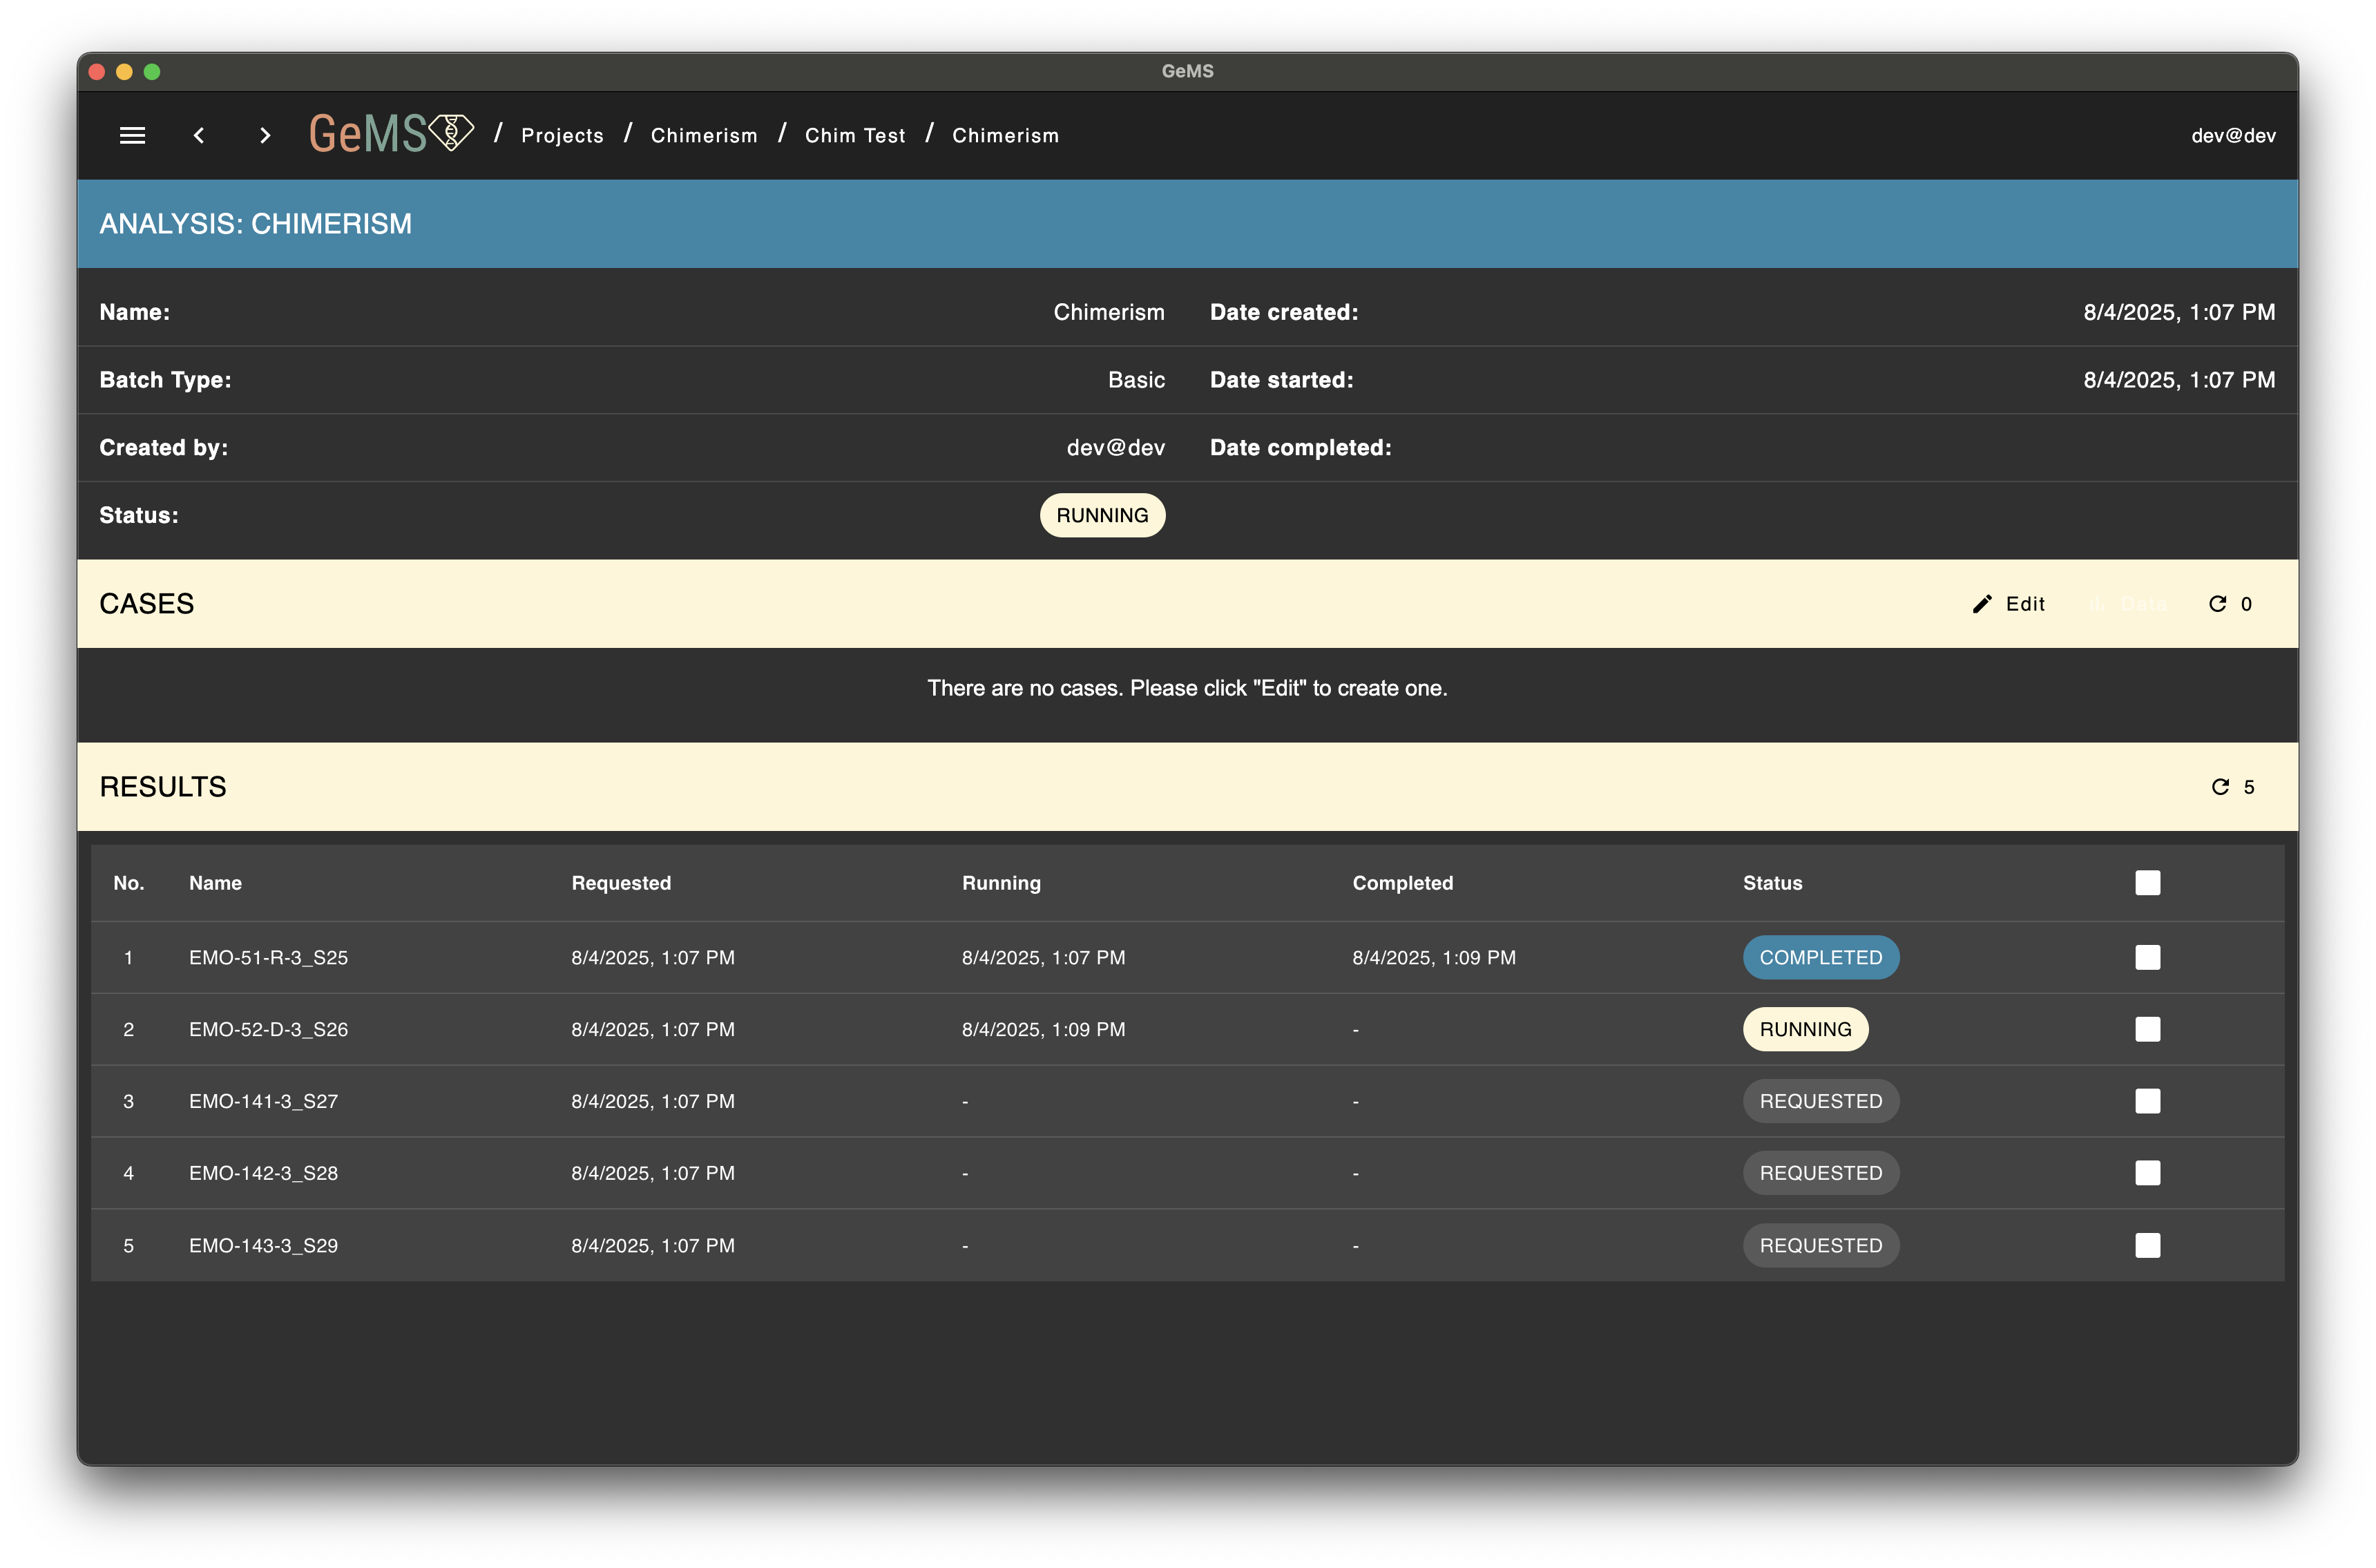 GeMS
GeMS / Projects / Chimerism / Chim Test / Chimerism dev@dev
ANALYSIS: CHIMERISM
Name: Chimerism Date created: 8/4/2025, 1:07 PM
Batch Type: Basic Date started: 8/4/2025, 1:07 PM
Created by: dev@dev Date completed:
Status: RUNNING
CASES Edit Data 0
There are no cases. Please click "Edit" to create one.
RESULTS 5
No. Name Requested Running Completed Status
1 EMO-51-R-3_S25 8/4/2025, 1:07 PM 8/4/2025, 1:07 PM 8/4/2025, 1:09 PM COMPLETED
2 EMO-52-D-3_S26 8/4/2025, 1:07 PM 8/4/2025, 1:09 PM - RUNNING
3 EMO-141-3_S27 8/4/2025, 1:07 PM - - REQUESTED
4 EMO-142-3_S28 8/4/2025, 1:07 PM - - REQUESTED
5 EMO-143-3_S29 8/4/2025, 1:07 PM - - REQUESTED